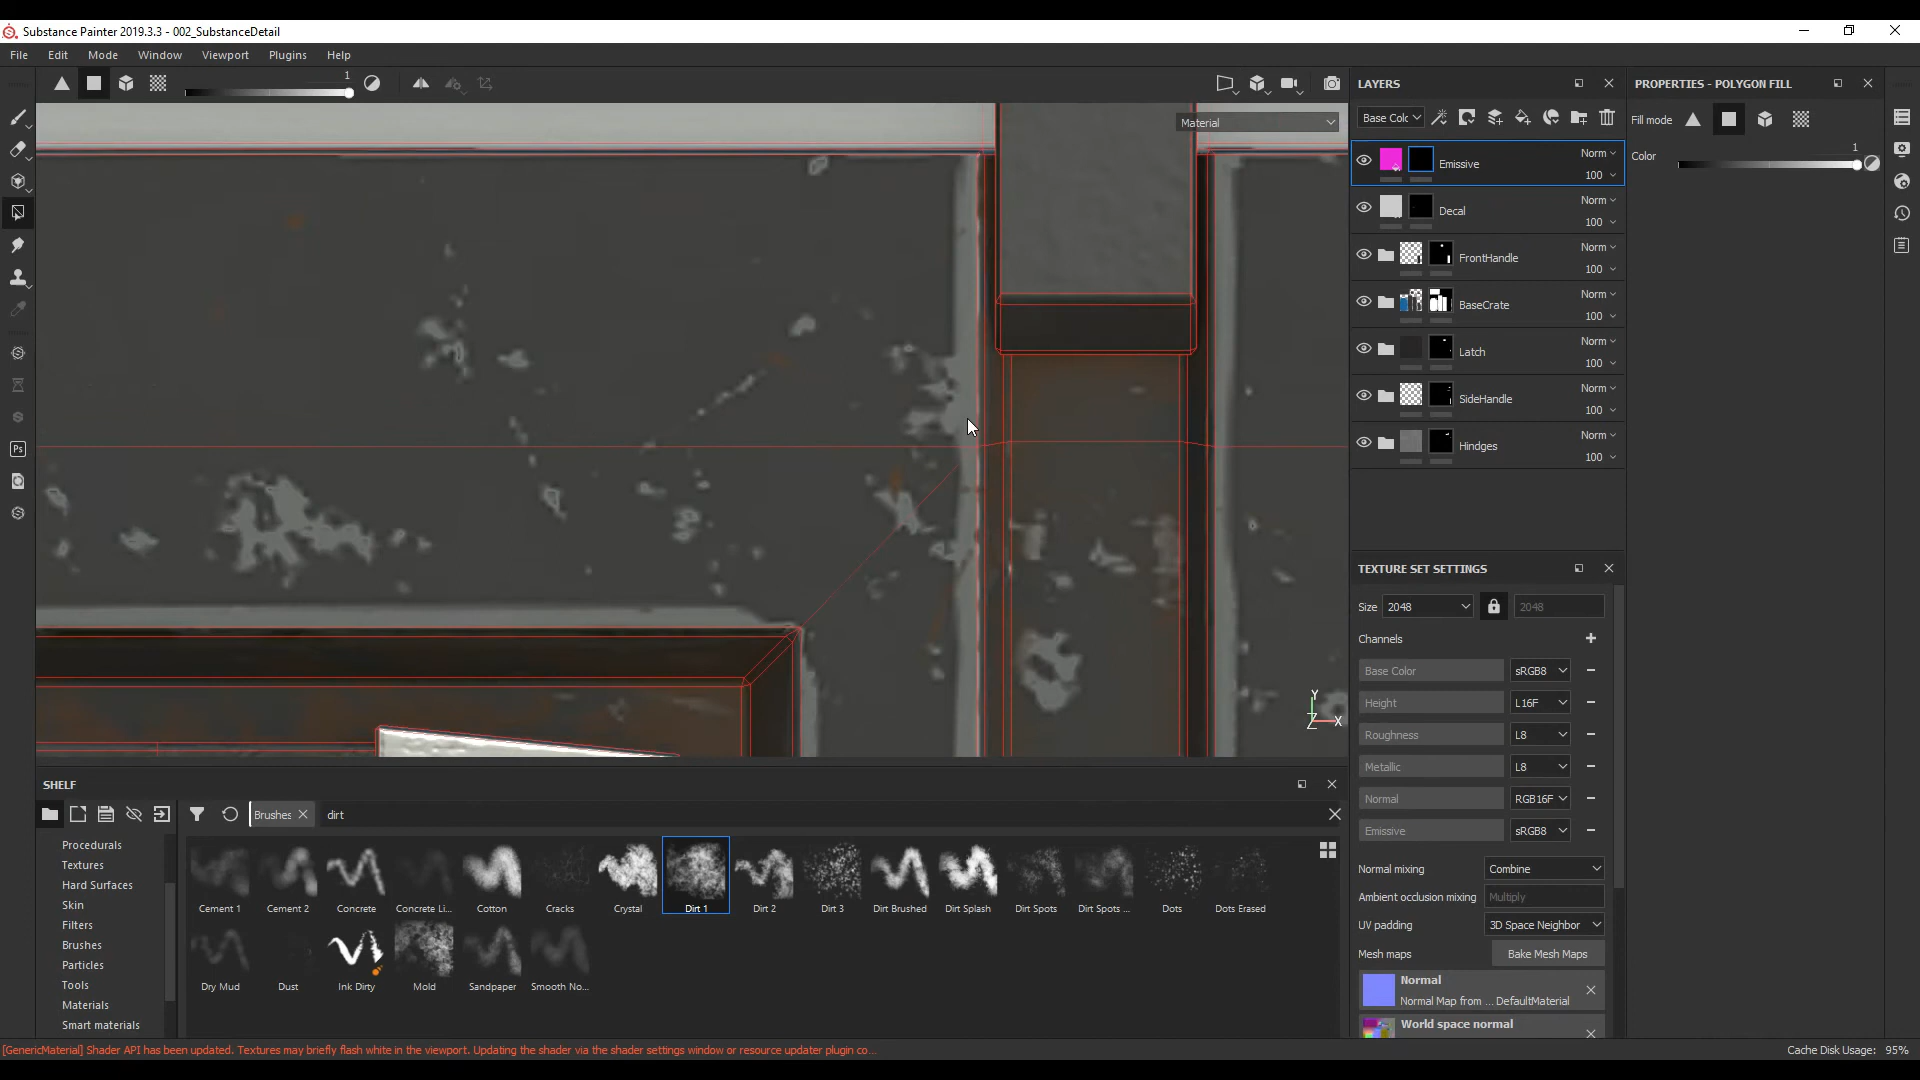 Substance Painter 2019.3.3 - 002_SubstanceDetail
File Edit Mode Window Viewport Plugins Help
1
Material
LAYERS
Base Colc
Emissive Norm 100
Decal Norm 100
FrontHandle Norm 100
BaseCrate Norm 100
Latch Norm 100
SideHandle Norm 100
Hindges Norm 100
PROPERTIES - POLYGON FILL
Fill mode
Color 1
Ps
Y
Z X
TEXTURE SET SETTINGS
Size 2048 2048
Channels
Base Color sRGB8
Height L16F
Roughness L8
Metallic L8
Normal RGB16F
Emissive sRGB8
Normal mixing Combine
Ambient occlusion mixing Multiply
UV padding 3D Space Neighbor
Mesh maps Bake Mesh Maps
Normal
Normal Map from ... DefaultMaterial
World space normal
SHELF
Brushes dirt
Procedurals
Textures
Hard Surfaces
Skin
Filters
Brushes
Particles
Tools
Materials
Smart materials
Cement 1 Cement 2 Concrete Concrete Li... Cotton Cracks Crystal Dirt 1 Dirt 2 Dirt 3 Dirt Brushed Dirt Splash Dirt Spots Dirt Spots ... Dots Dots Erased
Dry Mud Dust Ink Dirty Mold Sandpaper Smooth No...
[GenericMaterial] Shader API has been updated. Textures may briefly flash white in the viewport. Updating the shader via the shader settings window or resource updater plugin co...
Cache Disk Usage: 95%